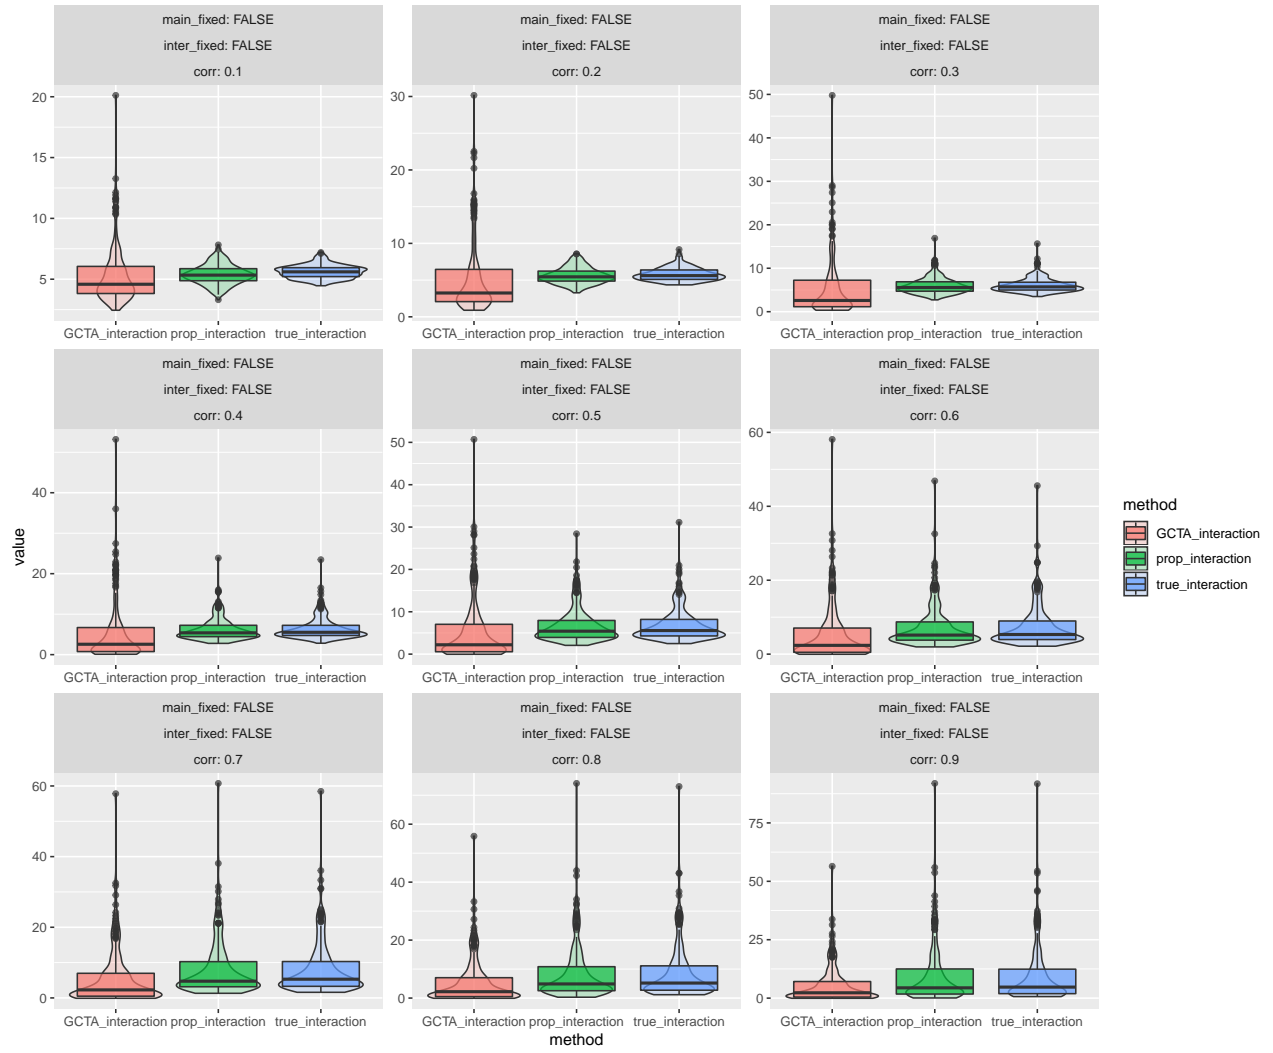 main_fixed: FALSE main_fixed: FALSE main_fixed: FALSE
inter_fixed: FALSE inter_fixed: FALSE inter_fixed: FALSE
corr: 0.1 corr: 0.2 corr: 0.3
20
15
10
5
30
20
10
0
50
40
30
20
10
0
GCTA_interaction prop_interaction true_interaction GCTA_interaction prop_interaction true_interaction GCTA_interaction prop_interaction true_interaction
main_fixed: FALSE main_fixed: FALSE main_fixed: FALSE
inter_fixed: FALSE inter_fixed: FALSE inter_fixed: FALSE
corr: 0.4 corr: 0.5 corr: 0.6
value
40
20
0
50
40
30
20
10
0
60
40
20
0
GCTA_interaction prop_interaction true_interaction GCTA_interaction prop_interaction true_interaction GCTA_interaction prop_interaction true_interaction
main_fixed: FALSE main_fixed: FALSE main_fixed: FALSE
inter_fixed: FALSE inter_fixed: FALSE inter_fixed: FALSE
corr: 0.7 corr: 0.8 corr: 0.9
60
40
20
0
60
40
20
0
75
50
25
0
GCTA_interaction prop_interaction true_interaction GCTA_interaction prop_interaction true_interaction GCTA_interaction prop_interaction true_interaction
method
method
GCTA_interaction
prop_interaction
true_interaction